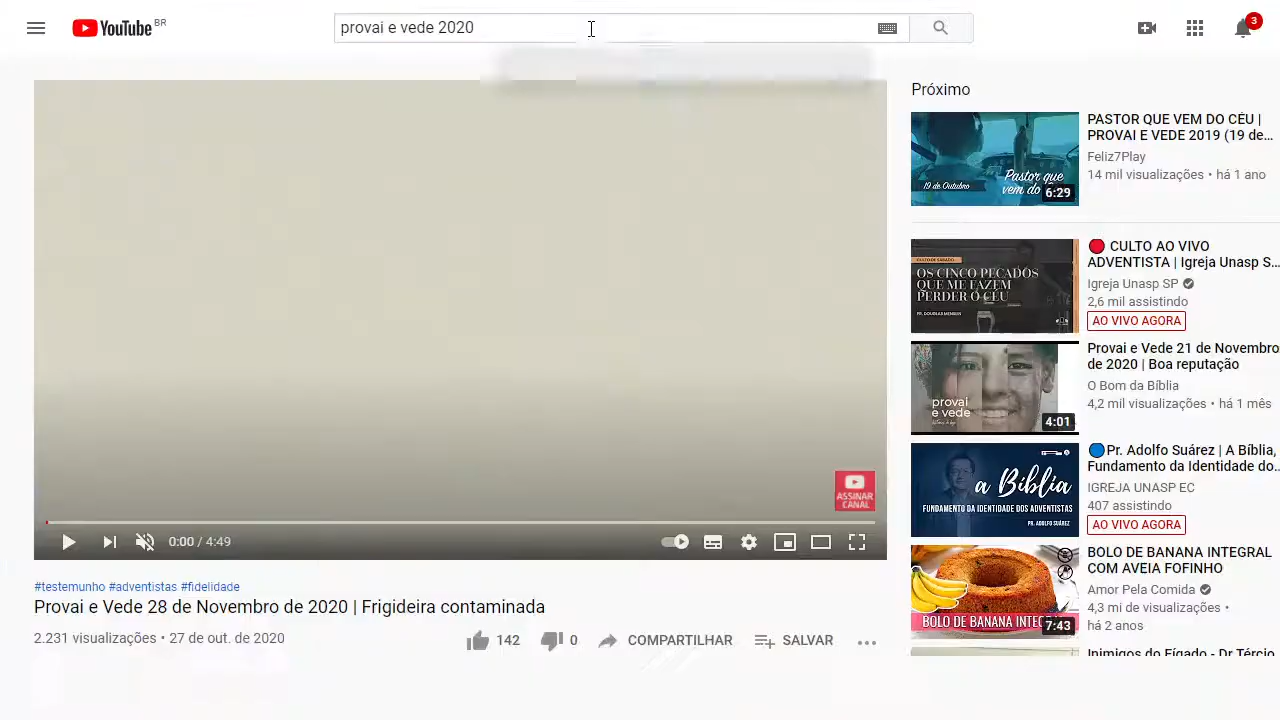 YouTube BR
provai e vede 2020
3
Próximo
19 de Outubro
Pastor que
vem do
6:29
PASTOR QUE VEM DO CÉU |
PROVAI E VEDE 2019 (19 de...
Feliz7Play
14 mil visualizações • há 1 ano
CULTO DE SÁBADO
OS CINCO PECADOS
QUE ME FAZEM
PERDER O CÉU
🔴 CULTO AO VIVO
ADVENTISTA | Igreja Unasp S...
Igreja Unasp SP
2,6 mil assistindo
AO VIVO AGORA
provai
e vede
4:01
Provai e Vede 21 de Novembro
de 2020 | Boa reputação
O Bom da Bíblia
4,2 mil visualizações • há 1 mês
a Bíblia
FUNDAMENTO DA IDENTIDADE DOS ADVENTISTAS
PR. ADOLFO SUÁREZ
🔵Pr. Adolfo Suárez | A Bíblia,
Fundamento da Identidade do...
IGREJA UNASP EC
407 assistindo
AO VIVO AGORA
BOLO DE BANANA INTEGRAL
7:43
BOLO DE BANANA INTEGRAL
COM AVEIA FOFINHO
Amor Pela Comida
4,3 mi de visualizações •
há 2 anos
Inimigos do Fígado - Dr Tércio
ASSINAR
CANAL
0:00 / 4:49
#testemunho #adventistas #fidelidade
Provai e Vede 28 de Novembro de 2020 | Frigideira contaminada
2.231 visualizações • 27 de out. de 2020
142 0 COMPARTILHAR SALVAR